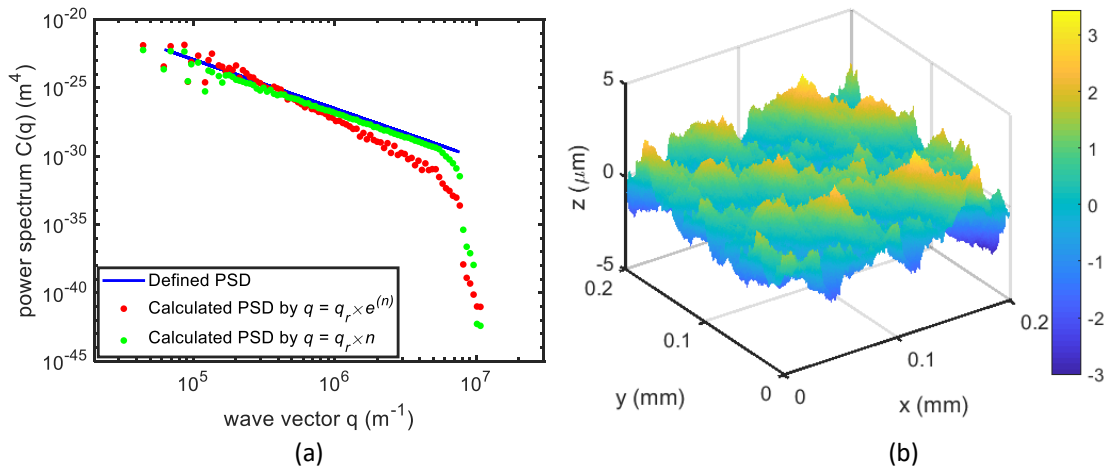 (a)
10^-20
10^-25
10^-30
10^-35
10^-40
10^-45
power spectrum C(q) (m^4)
Defined PSD
Calculated PSD by q = q_r×e^(n)
Calculated PSD by q = q_r×n
10^5
10^6
10^7
wave vector q (m^-1)
(a)
(b)
5
0
-5
z (μm)
0.2
0.1
0
y (mm)
0
0.1
0.2
x (mm)
3
2
1
0
-1
-2
-3
(b)